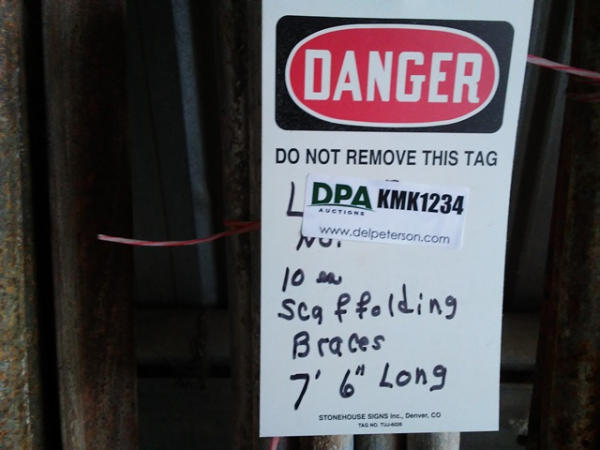 DANGER
DO NOT REMOVE THIS TAG
DPA KMK1234
AUCTIONS
www.delpeterson.com
10 ea
Scaffolding
Braces
7' 6" Long
STONEHOUSE SIGNS Inc., Denver, CO